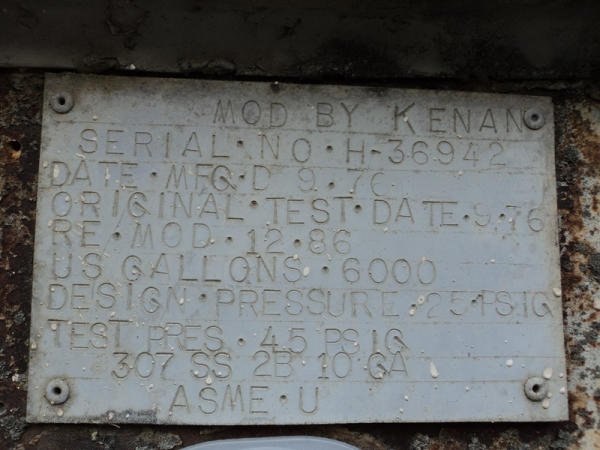 MOD BY KENAN
SERIAL · NO · H-36942
DATE · MFG · D 9 · 7C
ORIGINAL · TEST · DATE · 9 · 76
RE / MOD · 12 · 86
US GALLONS · 6000
DESIGN · PRESSURE · 25 PSIG
TEST PRES · 45 PSIG
307 SS 2B · 10 · GA
ASME · U